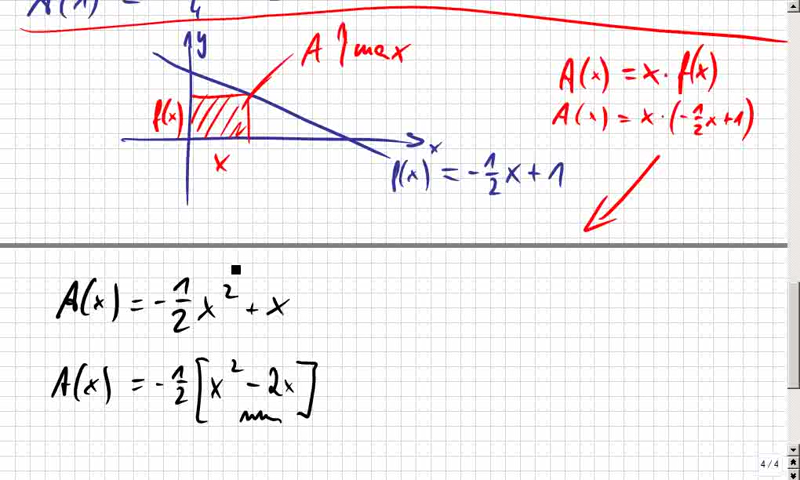 y
A ↑ max
A(x) = x · f(x)
f(x)
A(x) = x · (-1/2 x + 1)
x
x
f(x) = -1/2 x + 1
A(x) = -1/2 x² + x
A(x) = -1/2 [x² - 2x]
4/4